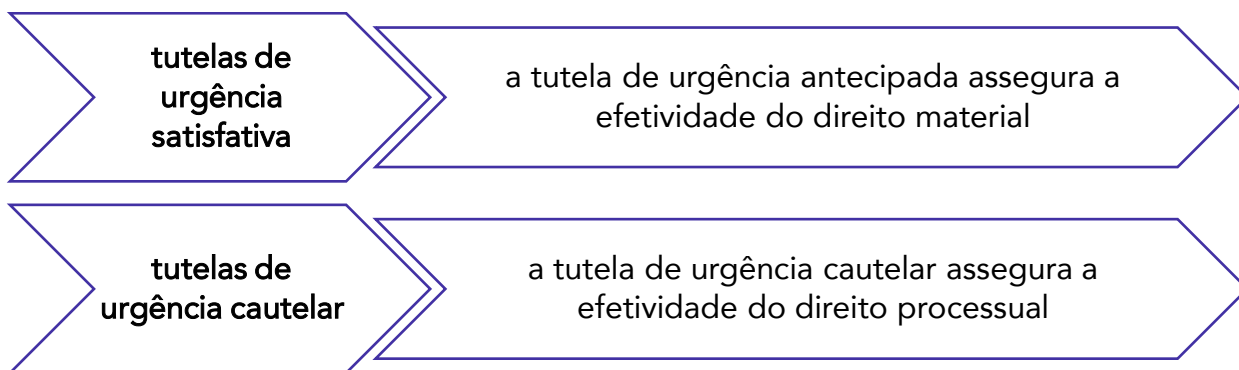 tutelas de
urgência
satisfativa
a tutela de urgência antecipada assegura a
efetividade do direito material
tutelas de
urgência cautelar
a tutela de urgência cautelar assegura a
efetividade do direito processual